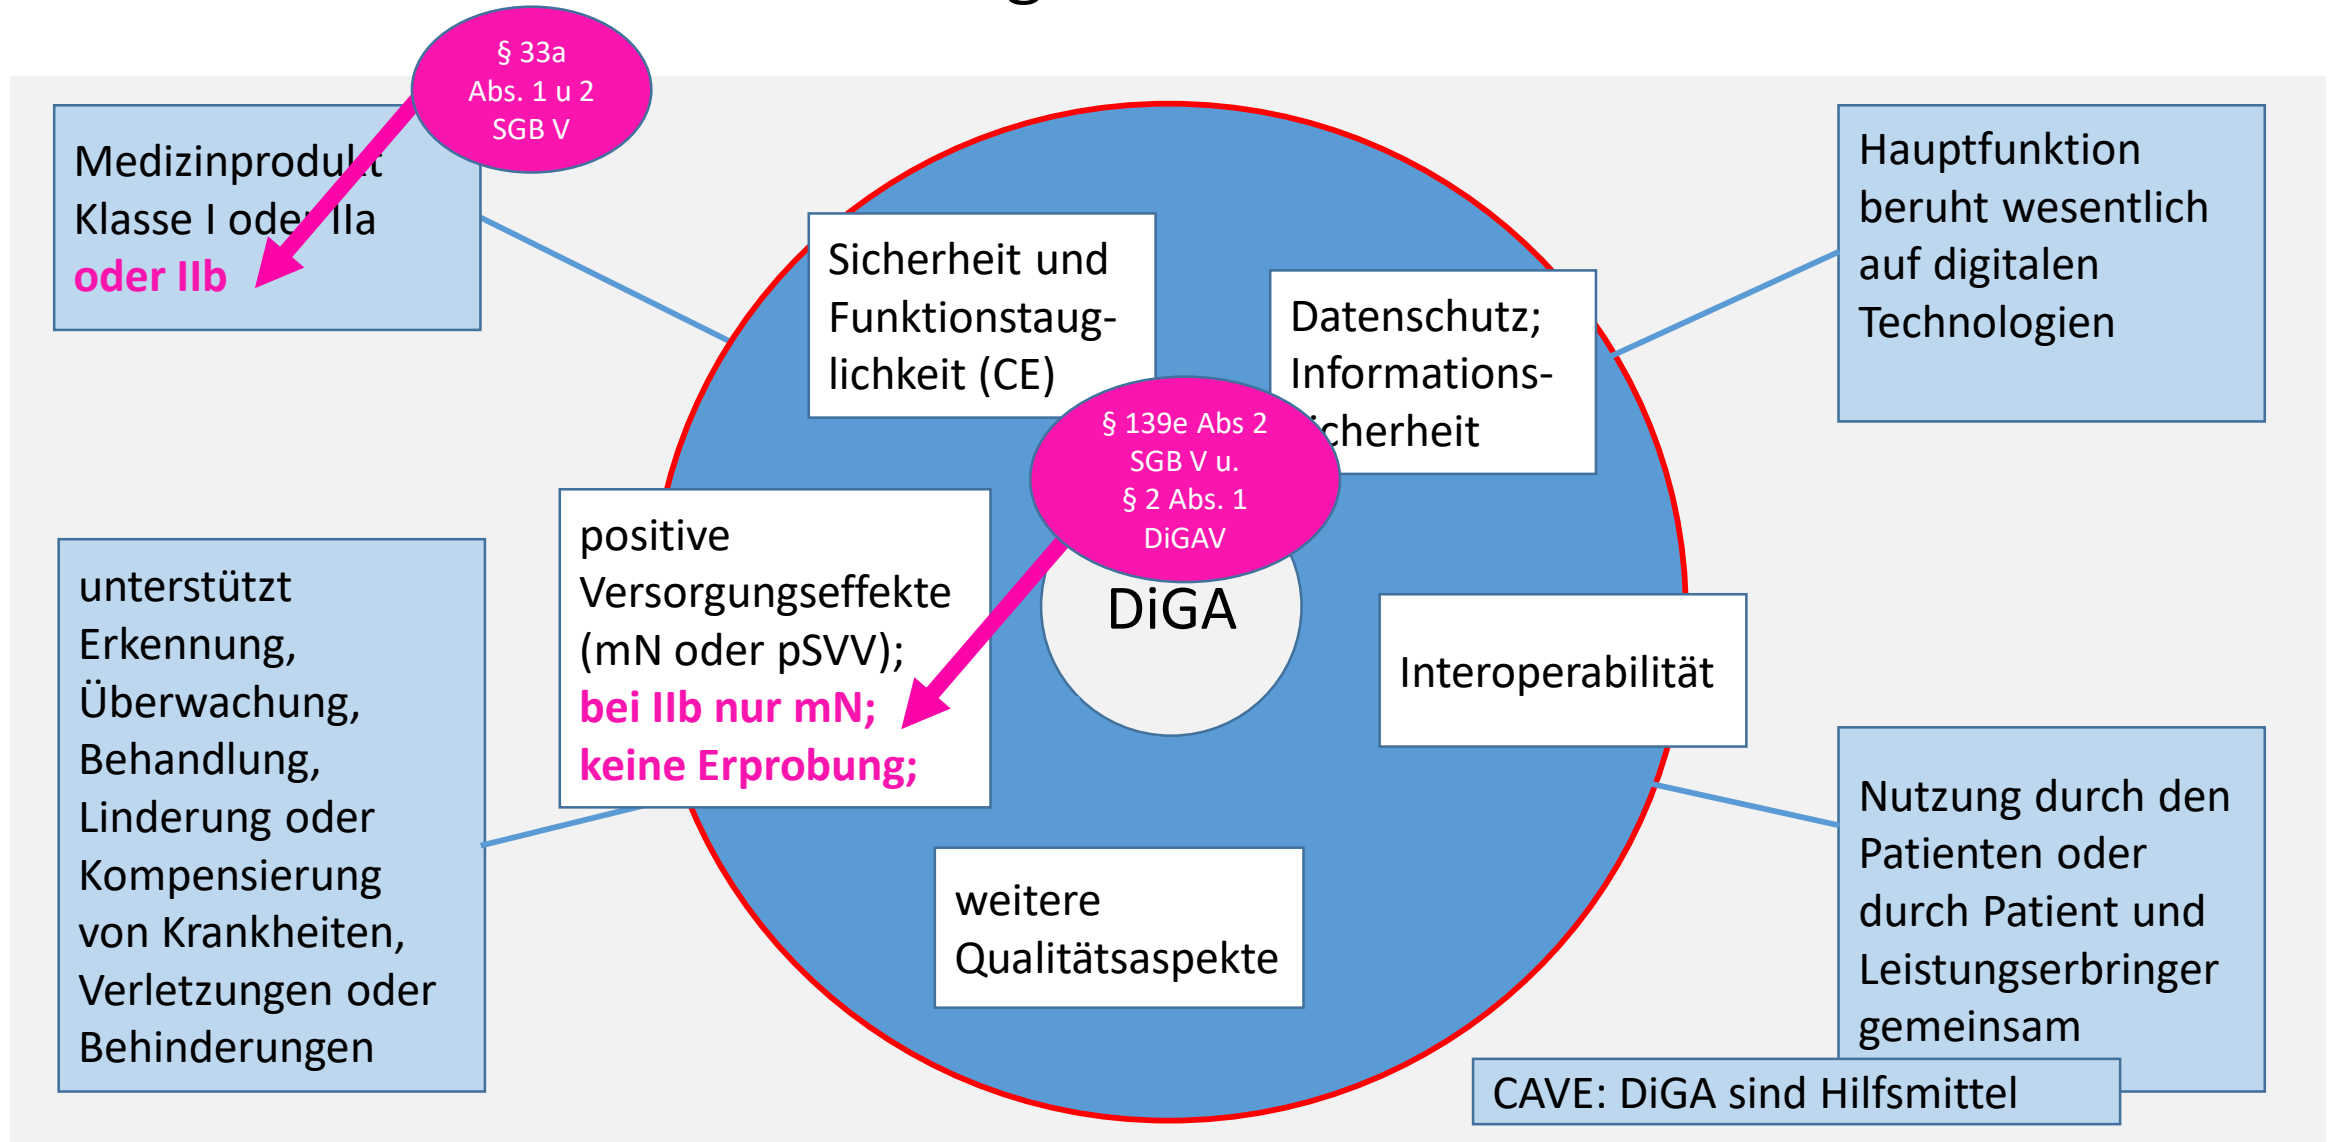 § 33a
Abs. 1 u 2
SGB V
Medizinprodukt
Klasse I oder IIa
oder IIb
Hauptfunktion
beruht wesentlich
auf digitalen
Technologien
Sicherheit und
Funktionstaug-
lichkeit (CE)
Datenschutz;
Informations-
icherheit
§ 139e Abs 2
SGB V u.
§ 2 Abs. 1
DiGAV
positive
Versorgungseffekte
(mN oder pSVV);
bei IIb nur mN;
keine Erprobung;
DiGA
unterstützt
Erkennung,
Überwachung,
Behandlung,
Linderung oder
Kompensierung
von Krankheiten,
Verletzungen oder
Behinderungen
Interoperabilität
weitere
Qualitätsaspekte
Nutzung durch den
Patienten oder
durch Patient und
Leistungserbringer
gemeinsam
CAVE: DiGA sind Hilfsmittel